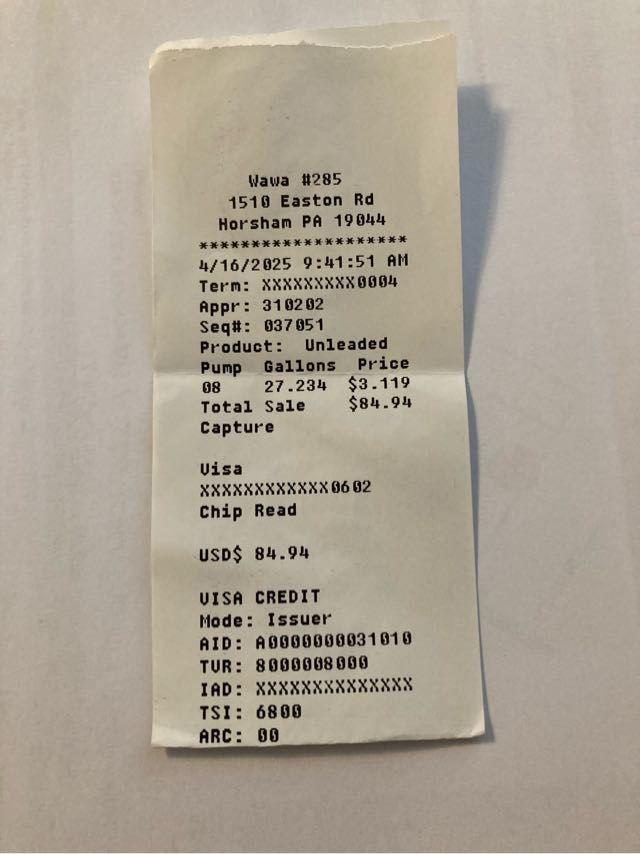 Wawa #285
1510 Easton Rd
Horsham PA 19044
********************
4/16/2025 9:41:51 AM
Term: XXXXXXXXX0004
Appr: 310202
Seq#: 037051
Product: Unleaded
Pump Gallons Price
08 27.234 $3.119
Total Sale $84.94
Capture
Visa
XXXXXXXXXXXX0602
Chip Read
USD$ 84.94
VISA CREDIT
Mode: Issuer
AID: A0000000031010
TVR: 8000008000
IAD: XXXXXXXXXXXXXX
TSI: 6800
ARC: 00